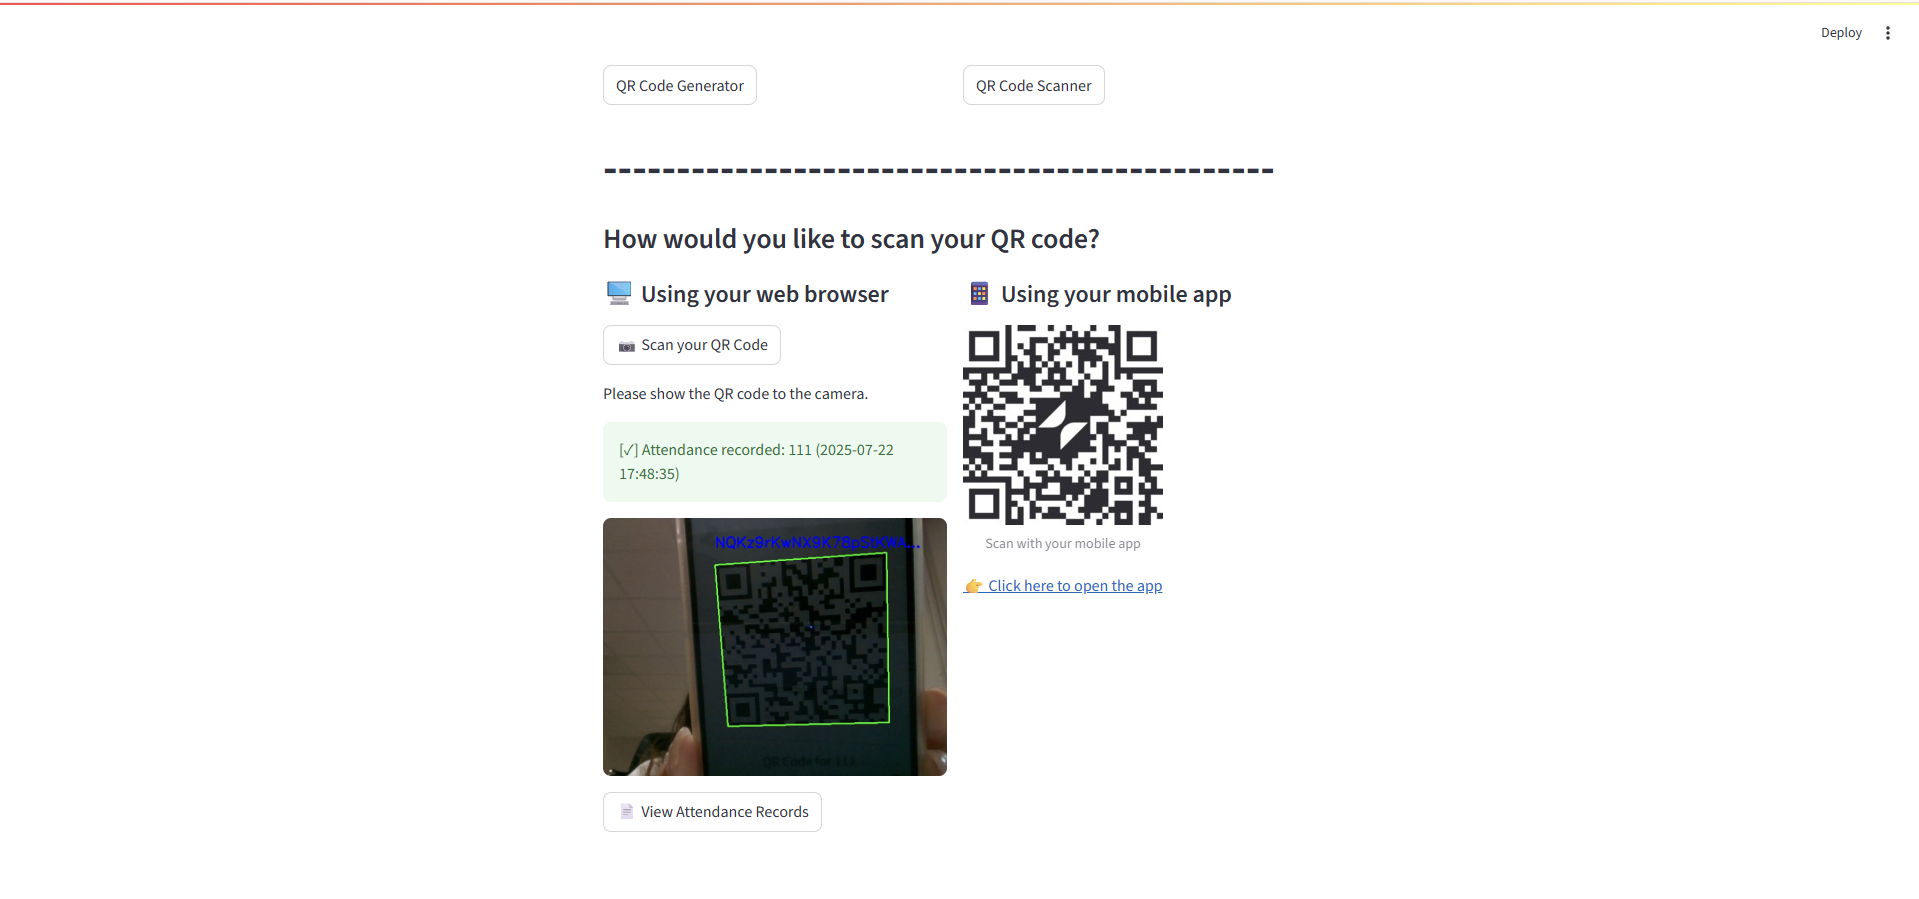 Deploy
QR Code Generator
QR Code Scanner
---------------------------------------------
How would you like to scan your QR code?
Using your web browser
Scan your QR Code
Please show the QR code to the camera.
[✓] Attendance recorded: 111 (2025-07-22
17:48:35)
NQKz9rKwNX9K78pStKWA...
QR Code for 111
View Attendance Records
Using your mobile app
Scan with your mobile app
Click here to open the app